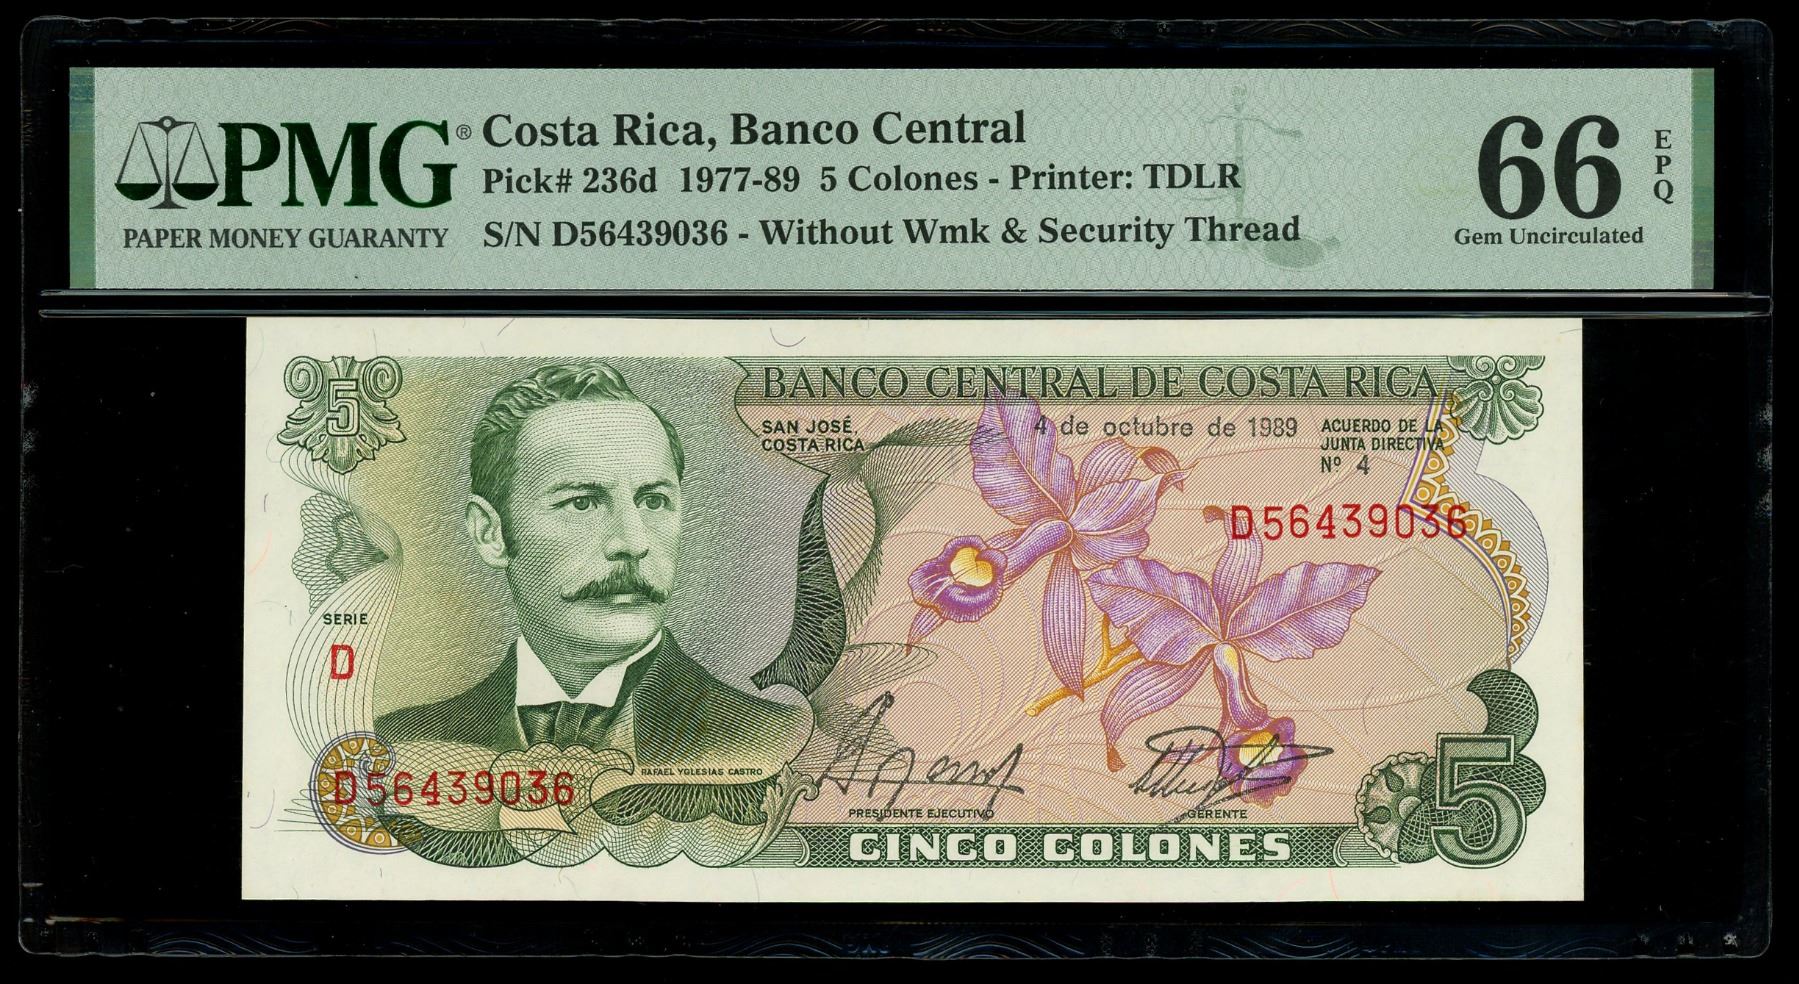 PMG®
PAPER MONEY GUARANTY
Costa Rica, Banco Central
Pick# 236d 1977-89 5 Colones - Printer: TDLR
S/N D56439036 - Without Wmk & Security Thread
66 EPQ
Gem Uncirculated
5
BANCO CENTRAL DE COSTA RICA
SAN JOSÉ,
COSTA RICA
4 de octubre de 1989
ACUERDO DE LA
JUNTA DIRECTIVA
Nº 4
D56439036
SERIE
D
RAFAEL YGLESIAS CASTRO
D56439036
PRESIDENTE EJECUTIVO
GERENTE
CINCO COLONES
5